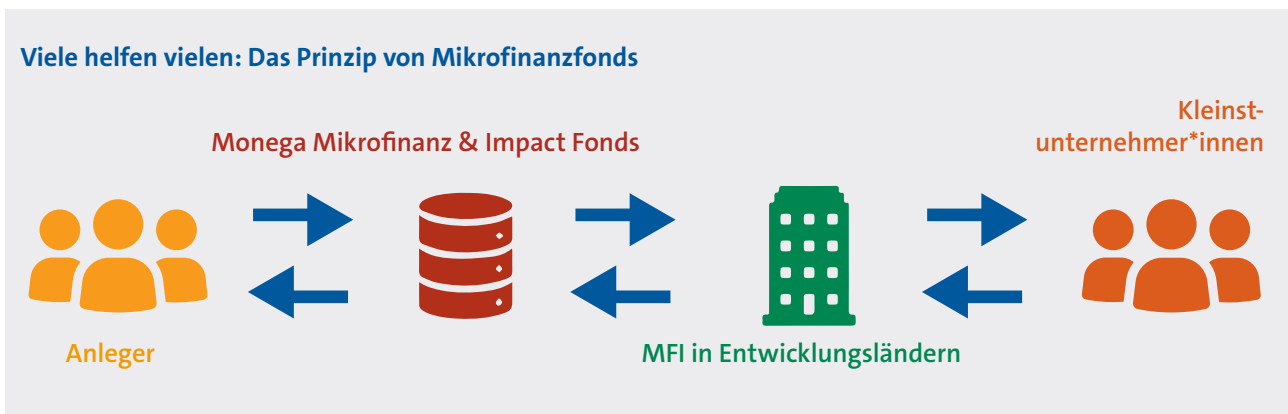 Viele helfen vielen: Das Prinzip von Mikrofinanzfonds
Kleinst-
unternehmer*innen
Monega Mikrofinanz & Impact Fonds
Anleger
MFI in Entwicklungsländern